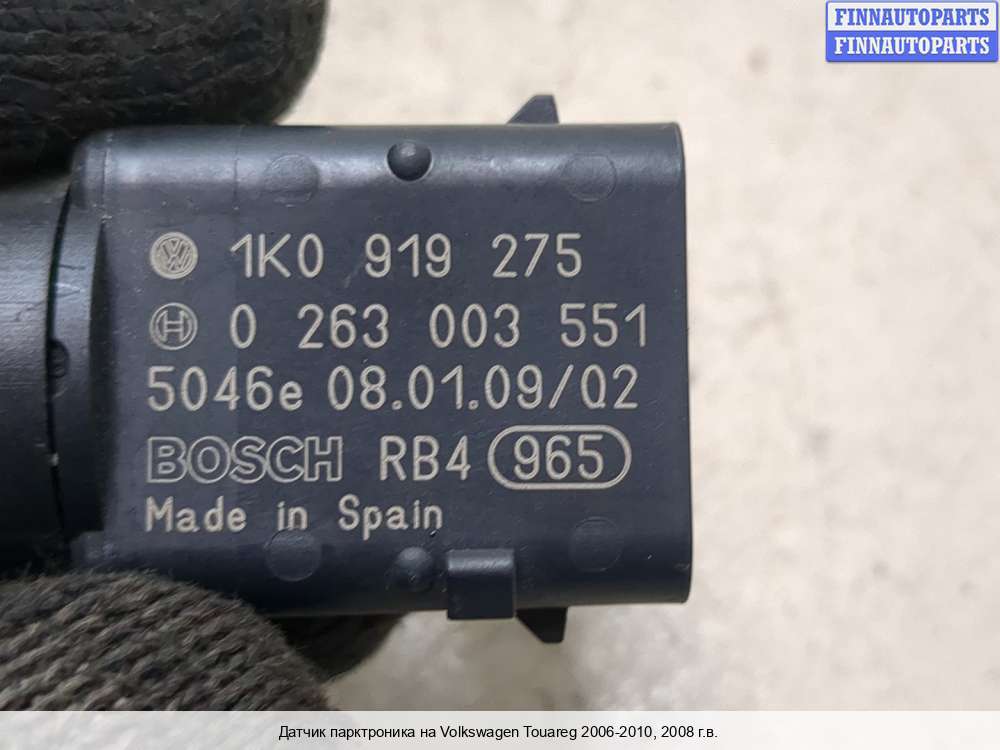 FINNAUTOPARTS
FINNAUTOPARTS
1K0 919 275
0 263 003 551
5046e 08.01.09/02
BOSCH RB4 965
Made in Spain
Датчик парктроника на Volkswagen Touareg 2006-2010, 2008 г.в.